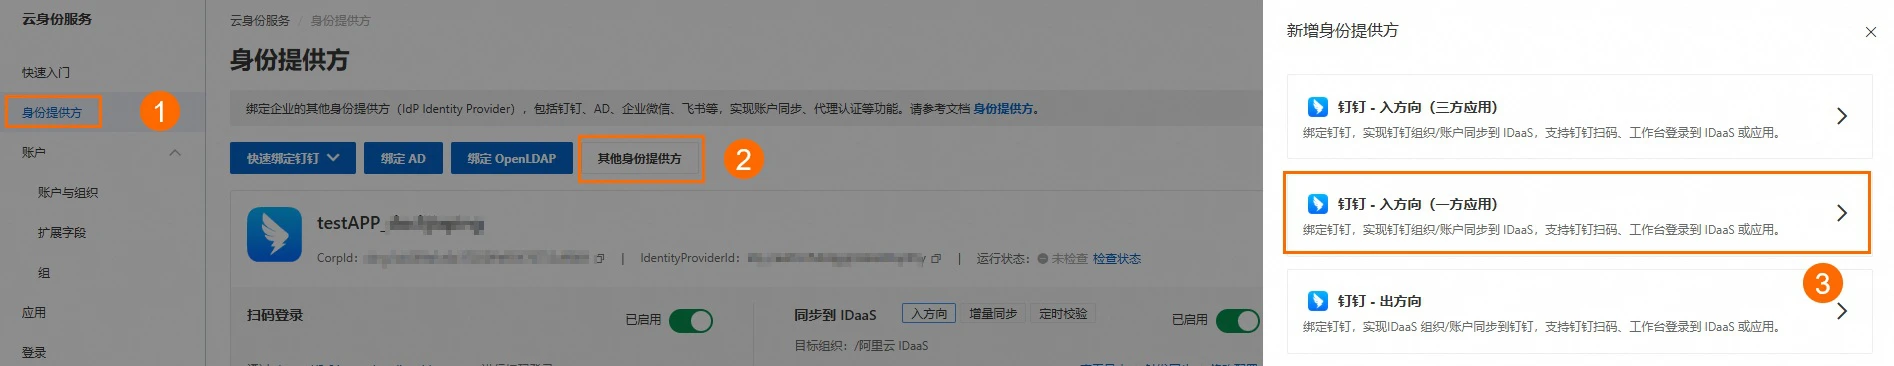 云身份服务
快速入门
身份提供方
1
账户
账户与组织
扩展字段
组
应用
登录
云身份服务 / 身份提供方
身份提供方
绑定企业的其他身份提供方（IdP Identity Provider），包括钉钉、AD、企业微信、飞书等，实现账户同步、代理认证等功能。请参考文档 身份提供方。
快速绑定钉钉 绑定 AD 绑定 OpenLDAP 其他身份提供方 2
testAPP_
CorpId: | IdentityProviderId: | 运行状态： 未检查 检查状态
扫码登录 已启用
同步到 IDaaS 入方向 增量同步 定时校验 已启用
目标组织：/阿里云 IDaaS
新增身份提供方
钉钉 - 入方向（三方应用）
绑定钉钉，实现钉钉组织/账户同步到 IDaaS，支持钉钉扫码、工作台登录到 IDaaS 或应用。
钉钉 - 入方向（一方应用）
绑定钉钉，实现钉钉组织/账户同步到 IDaaS，支持钉钉扫码、工作台登录到 IDaaS 或应用。
3
钉钉 - 出方向
绑定钉钉，实现IDaaS 组织/账户同步到钉钉，支持钉钉扫码、工作台登录到 IDaaS 或应用。